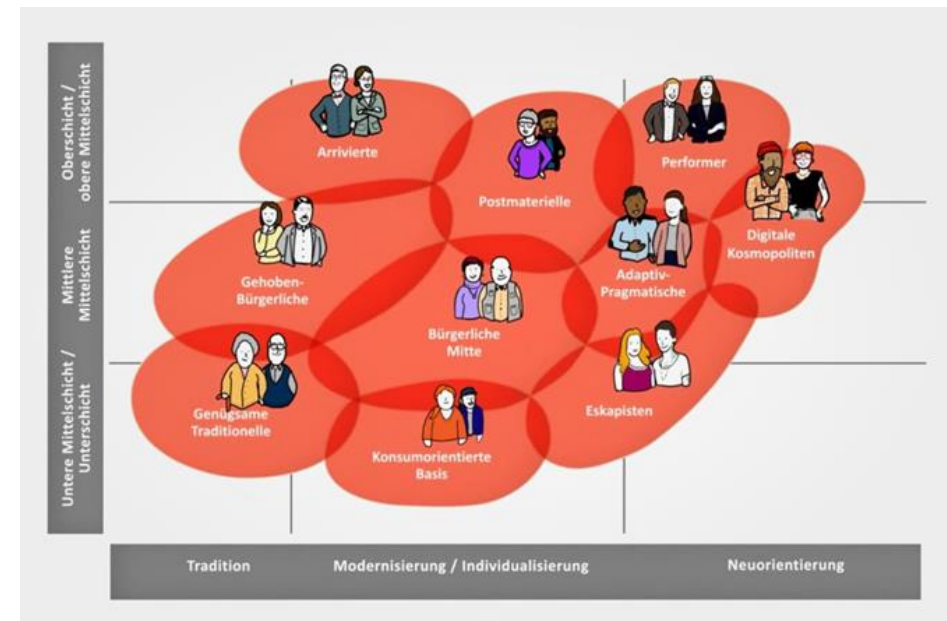 Oberschicht /
obere Mittelschicht
Mittlere
Mittelschicht
Untere Mittelschicht /
Unterschicht
Arrivierte
Postmaterielle
Performer
Digitale
Kosmopoliten
Gehoben-
Bürgerliche
Adaptiv-
Pragmatische
Bürgerliche
Mitte
Genügsame
Traditionelle
Eskapisten
Konsumorientierte
Basis
Tradition
Modernisierung / Individualisierung
Neuorientierung